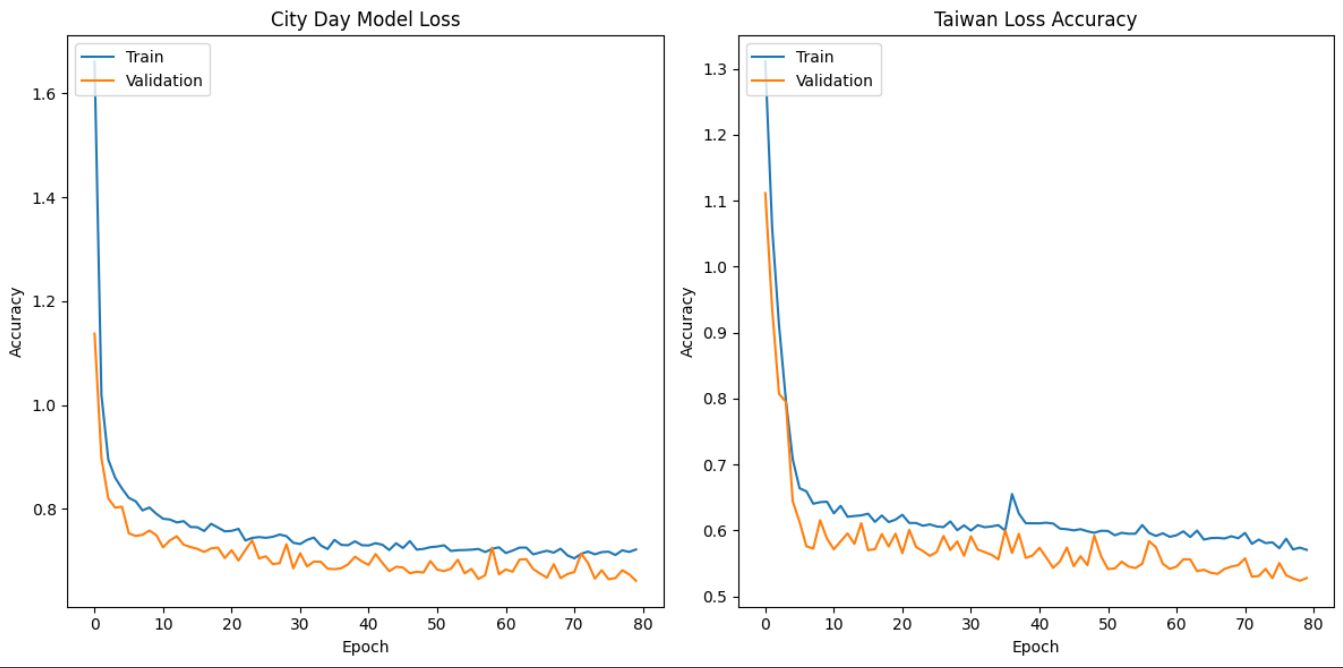 City Day Model Loss
Train
Validation
1.6
1.4
1.2
1.0
0.8
Accuracy
0 10 20 30 40 50 60 70 80
Epoch
Taiwan Loss Accuracy
Train
Validation
1.3
1.2
1.1
1.0
0.9
0.8
0.7
0.6
0.5
Accuracy
0 10 20 30 40 50 60 70 80
Epoch